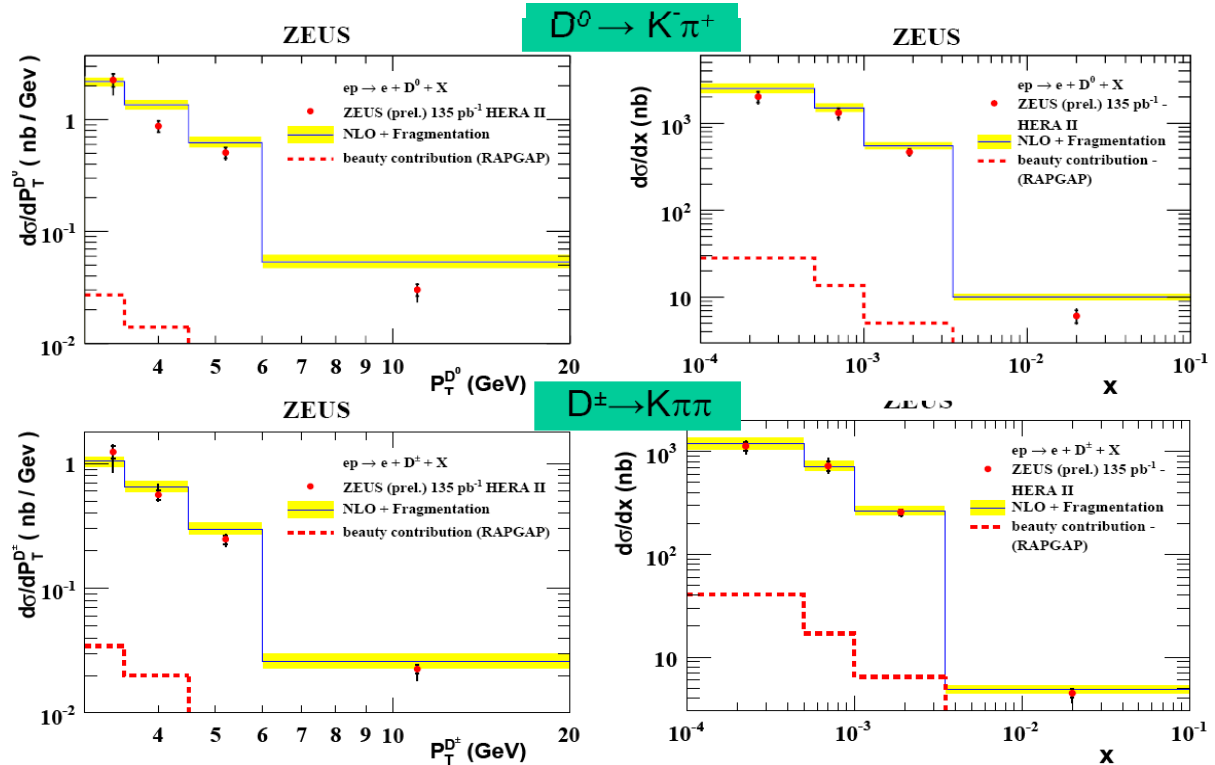 D⁰→ K⁻π⁺
ZEUS
dσ/dP_T^{D⁰} ( nb / Gev )
1
10⁻¹
10⁻²
ep → e + D⁰ + X
ZEUS (prel.) 135 pb⁻¹ HERA II
NLO + Fragmentation
beauty contribution (RAPGAP)
4 5 6 7 8 9 10 20
P_T^{D⁰} (GeV)
ZEUS
dσ/dx (nb)
10³
10²
10
ep → e + D⁰ + X
ZEUS (prel.) 135 pb⁻¹ -
HERA II
NLO + Fragmentation
beauty contribution -
(RAPGAP)
10⁻⁴ 10⁻³ 10⁻² 10⁻¹
x
D±→Kππ
ZEUS
dσ/dP_T^{D±} ( nb / Gev )
1
10⁻¹
10⁻²
ep → e + D± + X
ZEUS (prel.) 135 pb⁻¹ HERA II
NLO + Fragmentation
beauty contribution (RAPGAP)
4 5 6 7 8 9 10 20
P_T^{D±} (GeV)
ZEUS
dσ/dx (nb)
10³
10²
10
ep → e + D± + X
ZEUS (prel.) 135 pb⁻¹ -
HERA II
NLO + Fragmentation
beauty contribution -
(RAPGAP)
10⁻⁴ 10⁻³ 10⁻² 10⁻¹
x